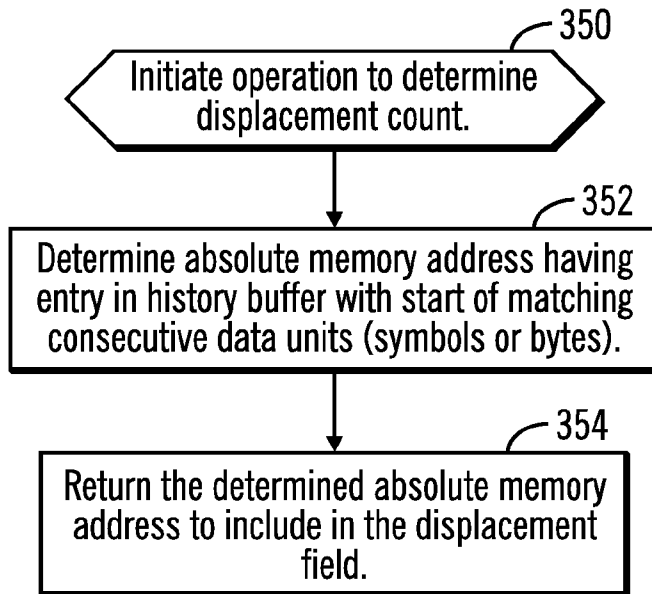 350
Initiate operation to determine
displacement count.
352
Determine absolute memory address having
entry in history buffer with start of matching
consecutive data units (symbols or bytes).
354
Return the determined absolute memory
address to include in the displacement
field.